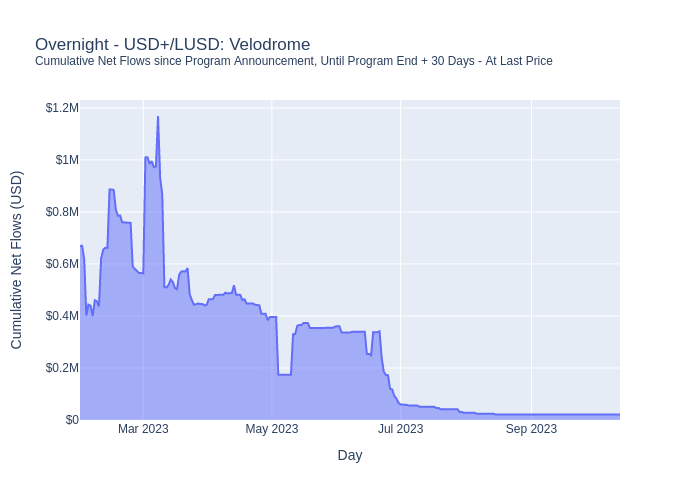 Overnight - USD+/LUSD: Velodrome
Cumulative Net Flows since Program Announcement, Until Program End + 30 Days - At Last Price
$1.2M
$1M
$0.8M
$0.6M
$0.4M
$0.2M
$0
Cumulative Net Flows (USD)
Mar 2023
May 2023
Jul 2023
Sep 2023
Day